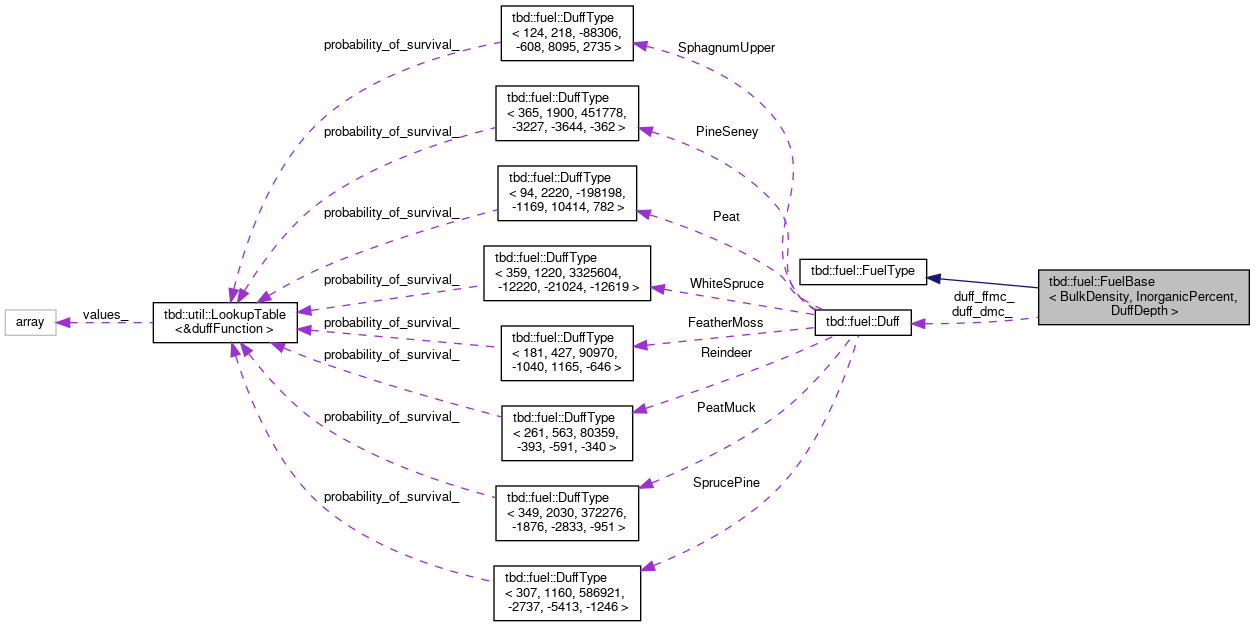 tbd::fuel::DuffType
< 124, 218, -88306,
-608, 8095, 2735 >
probability_of_survival_
SphagnumUpper
tbd::fuel::DuffType
< 365, 1900, 451778,
-3227, -3644, -362 >
probability_of_survival_
PineSeney
tbd::fuel::DuffType
< 94, 2220, -198198,
-1169, 10414, 782 >
probability_of_survival_
Peat
tbd::fuel::DuffType
< 359, 1220, 3325604,
-12220, -21024, -12619 >
probability_of_survival_
WhiteSpruce
tbd::fuel::FuelType
tbd::fuel::FuelBase
< BulkDensity, InorganicPercent,
DuffDepth >
duff_ffmc_
duff_dmc_
array
values_
tbd::util::LookupTable
<&duffFunction >
probability_of_survival_
FeatherMoss
tbd::fuel::Duff
tbd::fuel::DuffType
< 181, 427, 90970,
-1040, 1165, -646 >
probability_of_survival_
Reindeer
tbd::fuel::DuffType
< 261, 563, 80359,
-393, -591, -340 >
probability_of_survival_
PeatMuck
tbd::fuel::DuffType
< 349, 2030, 372276,
-1876, -2833, -951 >
probability_of_survival_
SprucePine
tbd::fuel::DuffType
< 307, 1160, 586921,
-2737, -5413, -1246 >